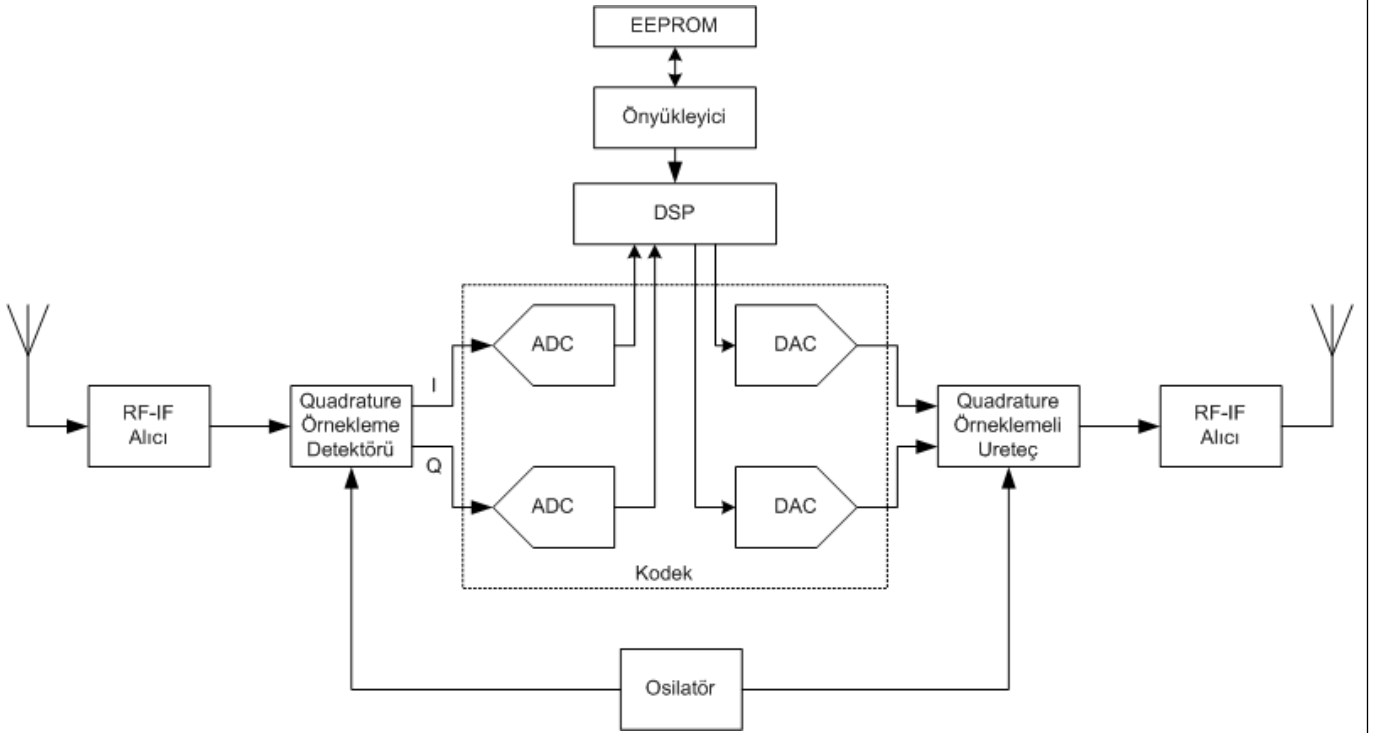 EEPROM
Önyükleyici
DSP
ADC
DAC
I
RF-IF
Alıcı
Quadrature
Örnekleme
Detektörü
Quadrature
Örneklemeli
Ureteç
RF-IF
Alıcı
Q
ADC
DAC
Kodek
Osilatör